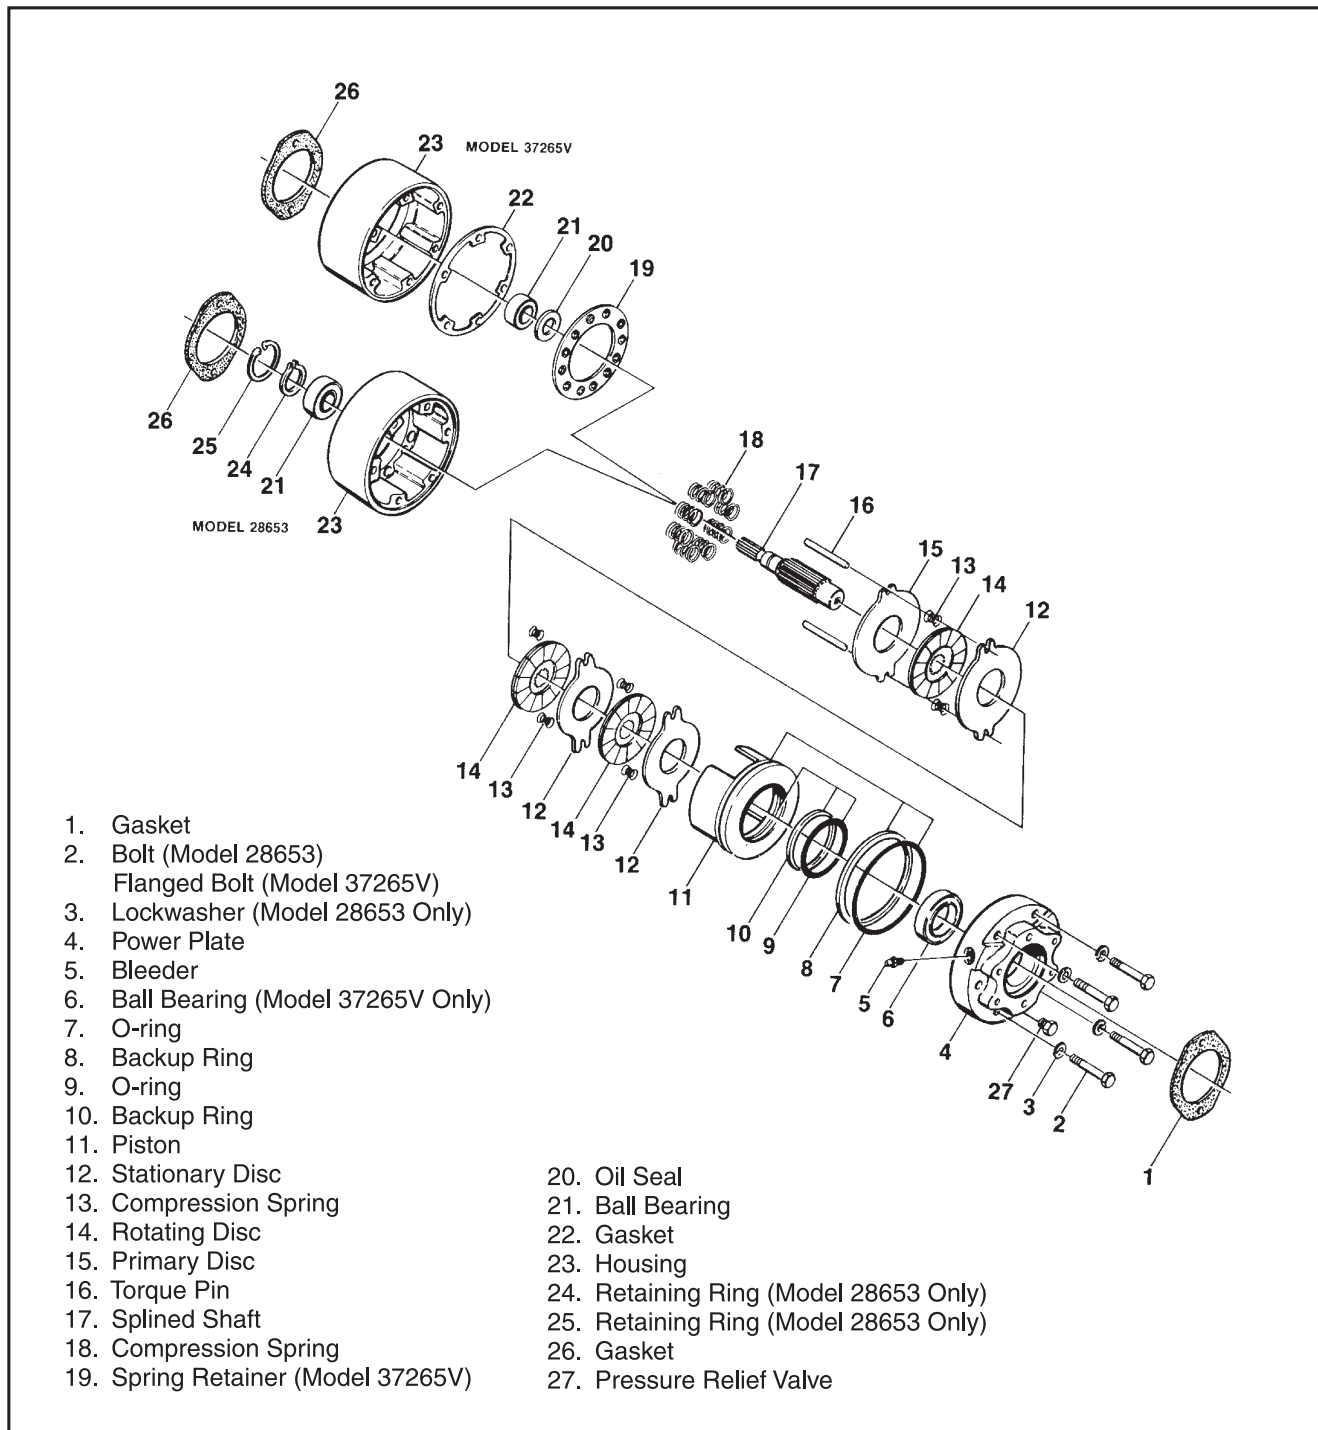 26
23 MODEL 37265V
22
21
20
19
26
25
24
21
MODEL 28653 23
18
17
16
15
13
14
12
14
13
12
14
13
12
11
10
9
8
7
5
6
4
27
3
2
1
1. Gasket
2. Bolt (Model 28653)
Flanged Bolt (Model 37265V)
3. Lockwasher (Model 28653 Only)
4. Power Plate
5. Bleeder
6. Ball Bearing (Model 37265V Only)
7. O-ring
8. Backup Ring
9. O-ring
10. Backup Ring
11. Piston
12. Stationary Disc
13. Compression Spring
14. Rotating Disc
15. Primary Disc
16. Torque Pin
17. Splined Shaft
18. Compression Spring
19. Spring Retainer (Model 37265V)
20. Oil Seal
21. Ball Bearing
22. Gasket
23. Housing
24. Retaining Ring (Model 28653 Only)
25. Retaining Ring (Model 28653 Only)
26. Gasket
27. Pressure Relief Valve